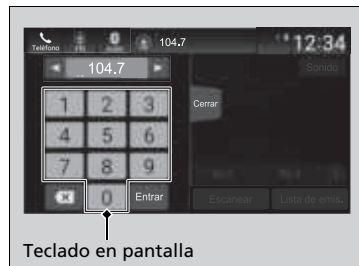 Teléfono
Audio
104.7
12:34
104.7
Sonido
1 2 3
Cerrar
4 5 6
7 8 9
0 Entrar
Escanear
Lista de emis.
Teclado en pantalla